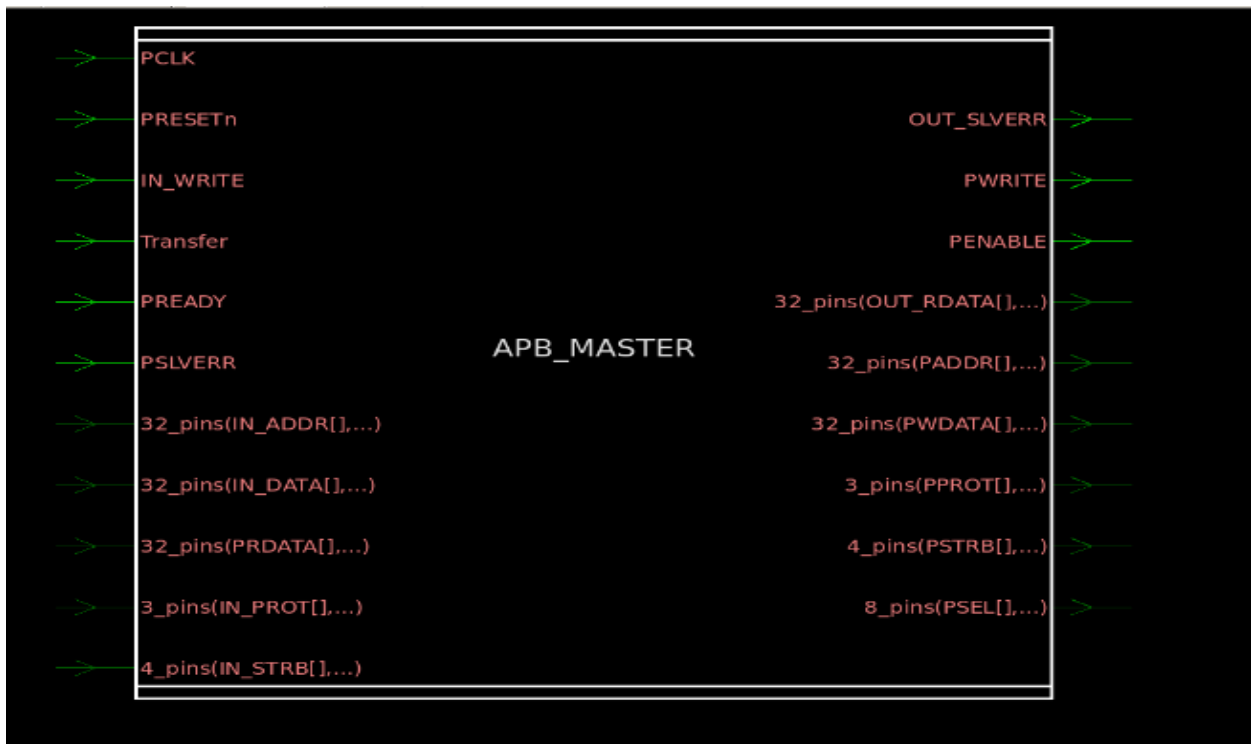 PCLK
PRESETn
OUT_SLVERR
IN_WRITE
PWRITE
Transfer
PENABLE
PREADY
32_pins(OUT_RDATA[],...)
APB_MASTER
PSLVERR
32_pins(PADDR[],...)
32_pins(IN_ADDR[],...)
32_pins(PWDATA[],...)
32_pins(IN_DATA[],...)
3_pins(PPROT[],...)
32_pins(PRDATA[],...)
4_pins(PSTRB[],...)
3_pins(IN_PROT[],...)
8_pins(PSEL[],...)
4_pins(IN_STRB[],...)